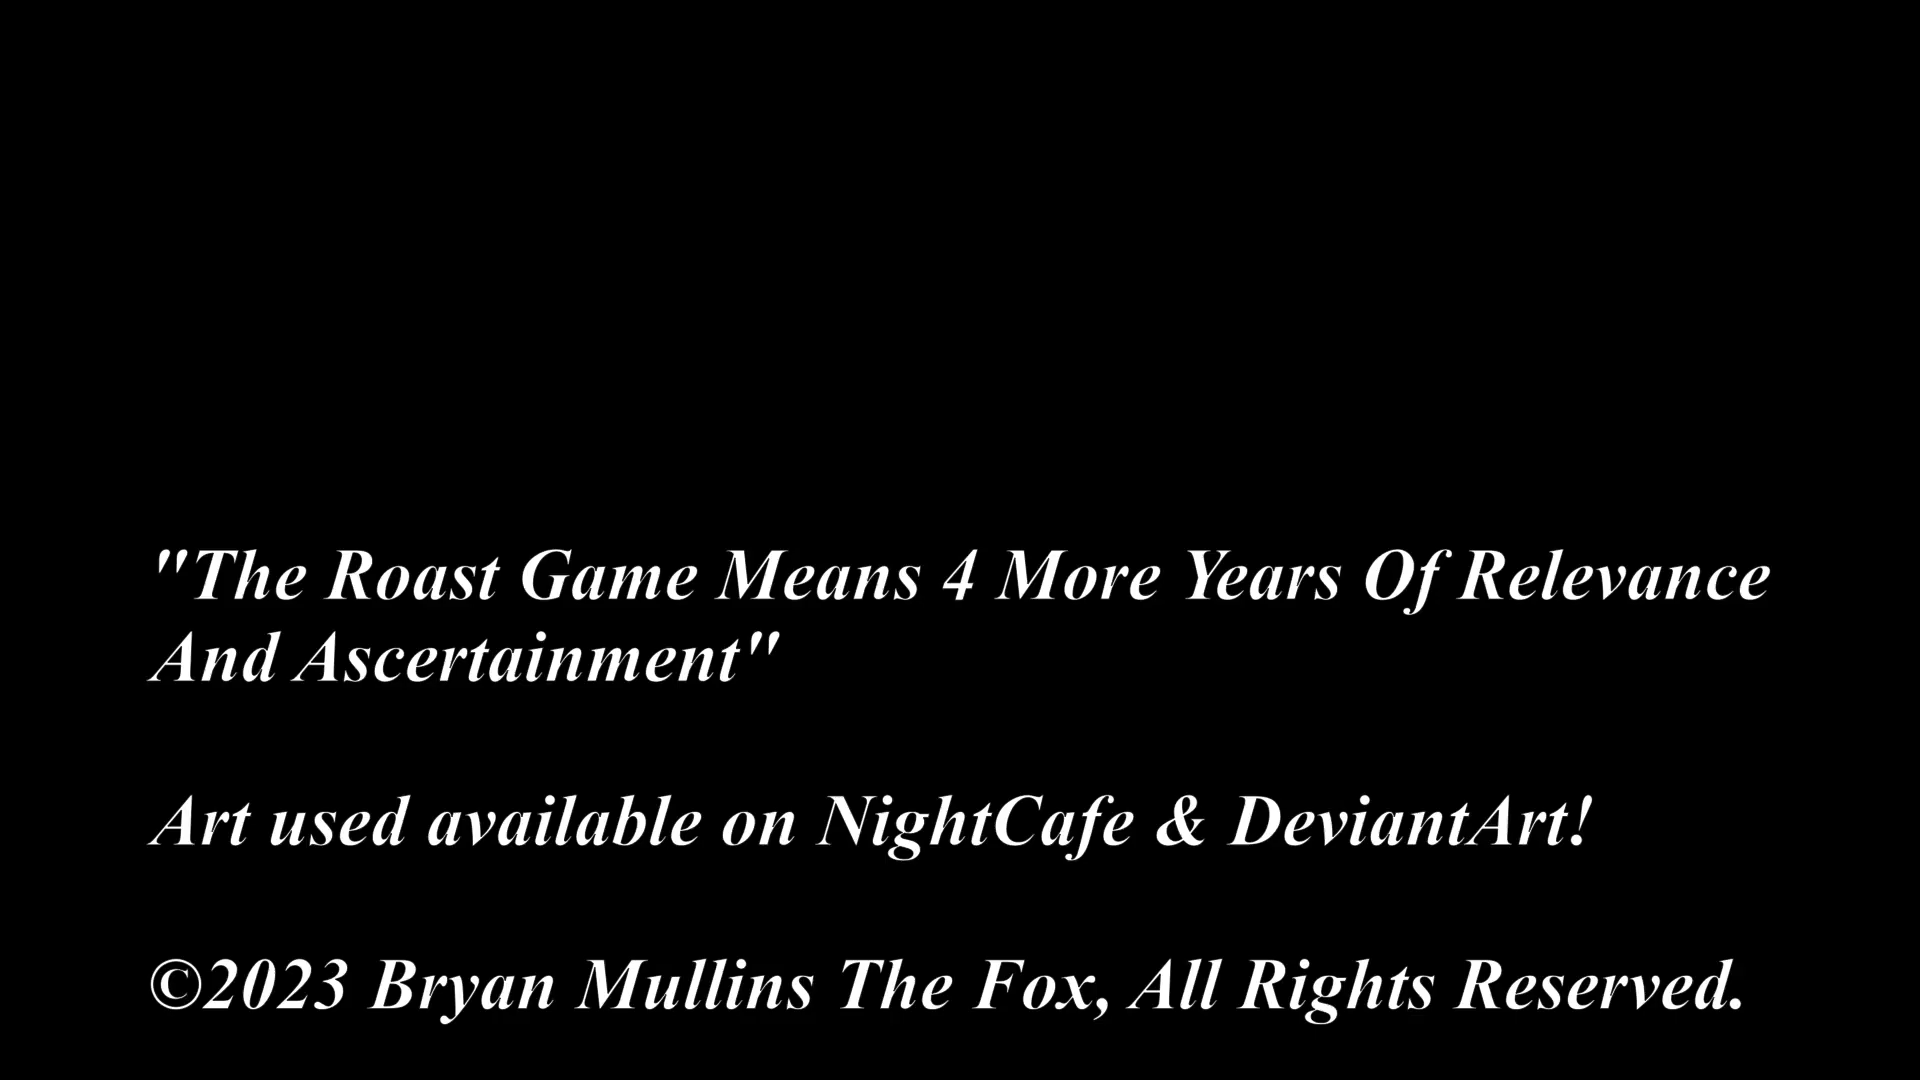 "The Roast Game Means 4 More Years Of Relevance
And Ascertainment"
Art used available on NightCafe & DeviantArt!
©2023 Bryan Mullins The Fox, All Rights Reserved.